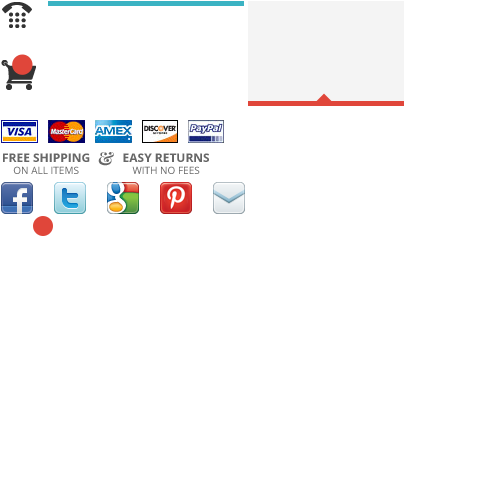 VISA MasterCard AMEX DISCOVER PayPal
FREE SHIPPING & EASY RETURNS
ON ALL ITEMS WITH NO FEES